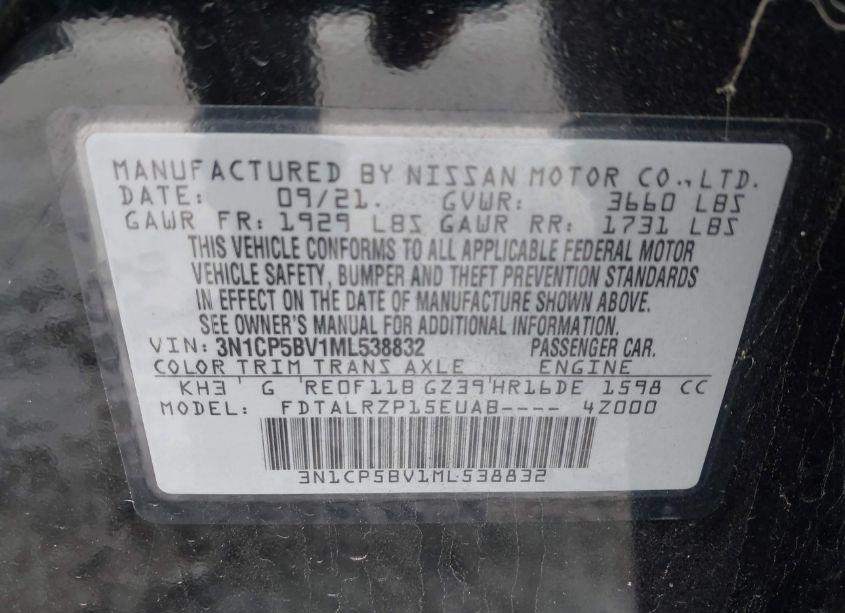 MANUFACTURED BY NISSAN MOTOR CO.,LTD.
DATE: 09/21. GVWR: 3660 LBS
GAWR FR: 1929 LBS GAWR RR: 1731 LBS
THIS VEHICLE CONFORMS TO ALL APPLICABLE FEDERAL MOTOR
VEHICLE SAFETY, BUMPER AND THEFT PREVENTION STANDARDS
IN EFFECT ON THE DATE OF MANUFACTURE SHOWN ABOVE.
SEE OWNER'S MANUAL FOR ADDITIONAL INFORMATION.
VIN: 3N1CP5BV1ML538832 PASSENGER CAR.
COLOR TRIM TRANS AXLE ENGINE
KH3 G RE0F11B GZ39 HR16DE 1598 CC
MODEL: FDTALRZP15EUAB---- 4Z000
3N1CP5BV1ML538832